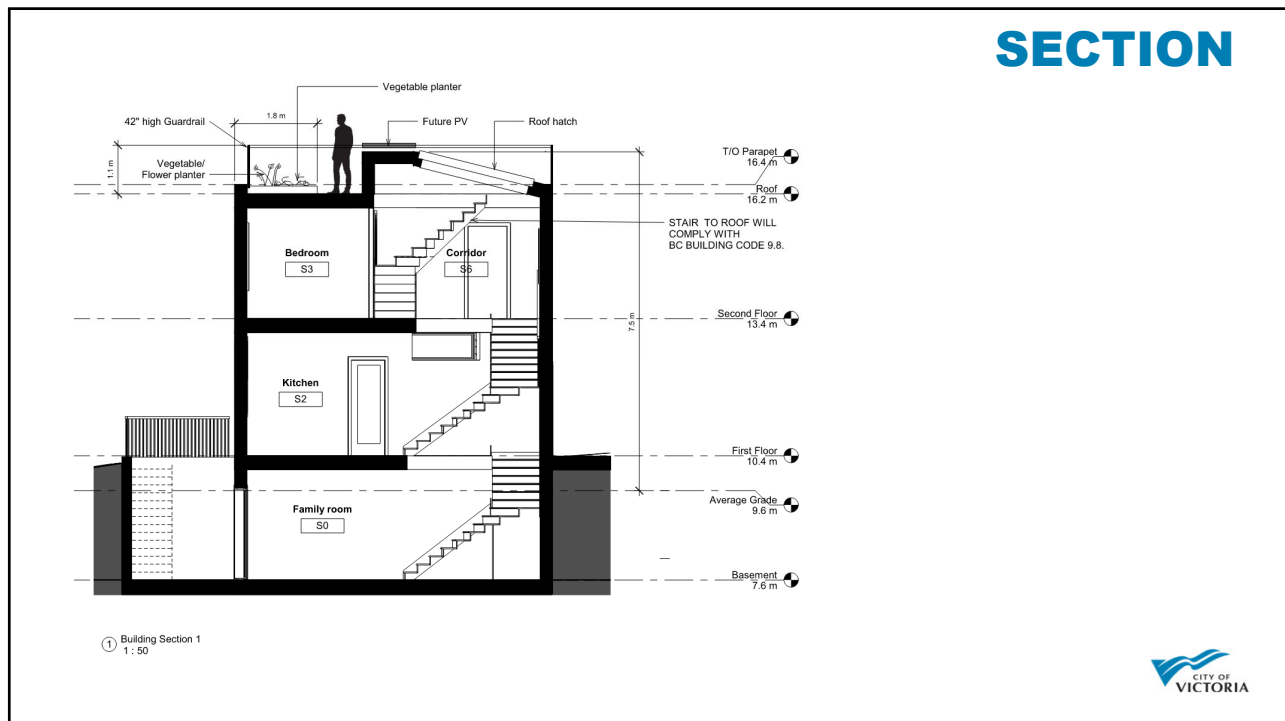 SECTION
Vegetable planter
42" high Guardrail
1.8 m
Future PV
Roof hatch
1.1 m
Vegetable/
Flower planter
T/O Parapet
16.4 m
Roof
16.2 m
STAIR TO ROOF WILL
COMPLY WITH
BC BUILDING CODE 9.8.
Bedroom
S3
Corridor
S6
Second Floor
13.4 m
7.5 m
Kitchen
S2
First Floor
10.4 m
Average Grade
9.6 m
Family room
S0
Basement
7.6 m
1 Building Section 1
1 : 50
CITY OF
VICTORIA